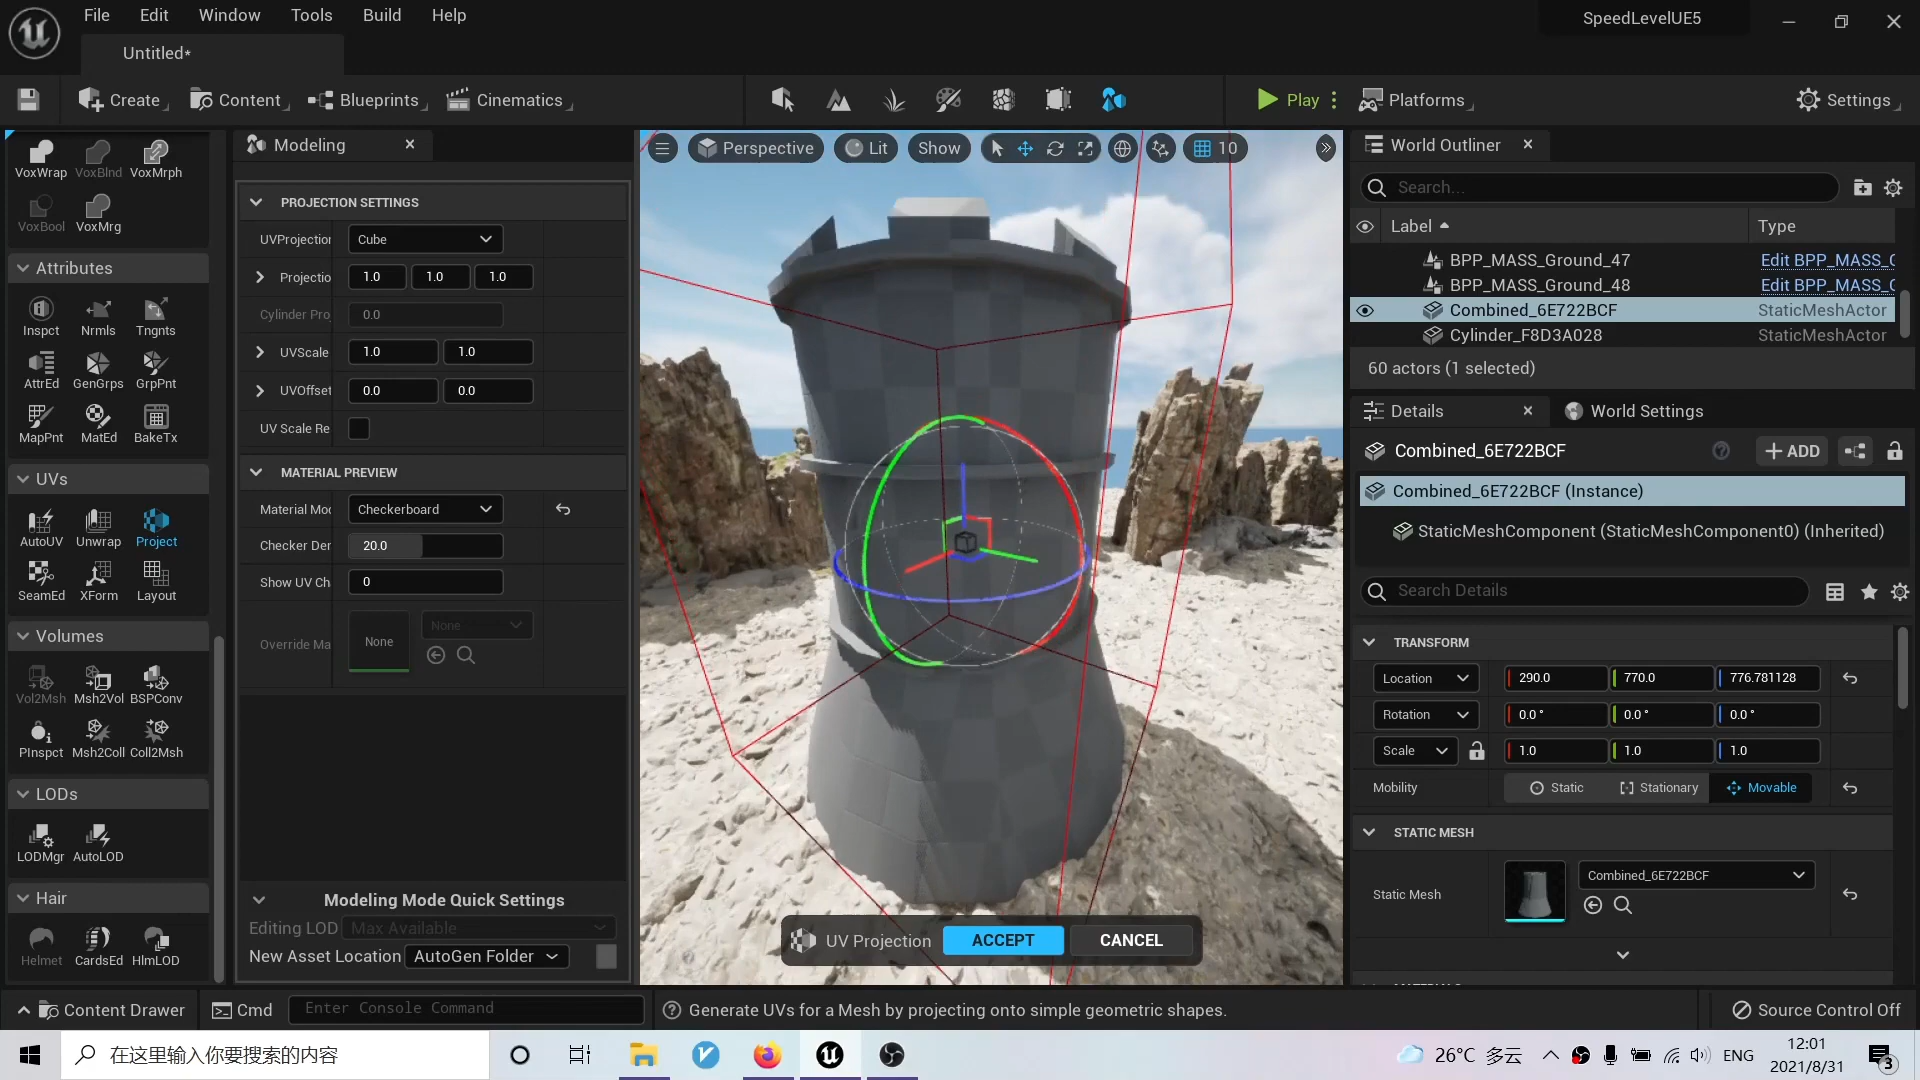 File Edit Window Tools Build Help
SpeedLevelUE5
Untitled*
Create Content Blueprints Cinematics
Play Platforms Settings
VoxWrap VoxBlnd VoxMrph
VoxBool VoxMrg
Attributes
Inspct Nrmls Tngnts
AttrEd GenGrps GrpPnt
MapPnt MatEd BakeTx
UVs
AutoUV Unwrap Project
SeamEd XForm Layout
Volumes
Vol2Msh Msh2Vol BSPConv
PInspct Msh2Coll Coll2Msh
LODs
LODMgr AutoLOD
Hair
Helmet CardsEd HlmLOD
Modeling
PROJECTION SETTINGS
UVProjection Cube
Projectio 1.0 1.0 1.0
Cylinder Pro 0.0
UVScale 1.0 1.0
UVOffset 0.0 0.0
UV Scale Re
MATERIAL PREVIEW
Material Mod Checkerboard
Checker Den 20.0
Show UV Ch 0
Override Ma None None
Modeling Mode Quick Settings
Editing LOD Max Available
New Asset Location AutoGen Folder
Perspective Lit Show 10
UV Projection ACCEPT CANCEL
World Outliner
Search...
Label Type
BPP_MASS_Ground_47 Edit BPP_MASS_G
BPP_MASS_Ground_48 Edit BPP_MASS_G
Combined_6E722BCF StaticMeshActor
Cylinder_F8D3A028 StaticMeshActor
60 actors (1 selected)
Details World Settings
Combined_6E722BCF ADD
Combined_6E722BCF (Instance)
StaticMeshComponent (StaticMeshComponent0) (Inherited)
Search Details
TRANSFORM
Location 290.0 770.0 776.781128
Rotation 0.0 ° 0.0 ° 0.0 °
Scale 1.0 1.0 1.0
Mobility Static Stationary Movable
STATIC MESH
Static Mesh Combined_6E722BCF
Content Drawer Cmd Enter Console Command
Generate UVs for a Mesh by projecting onto simple geometric shapes.
Source Control Off
在这里输入你要搜索的内容
26°C 多云
ENG
12:01
2021/8/31
3